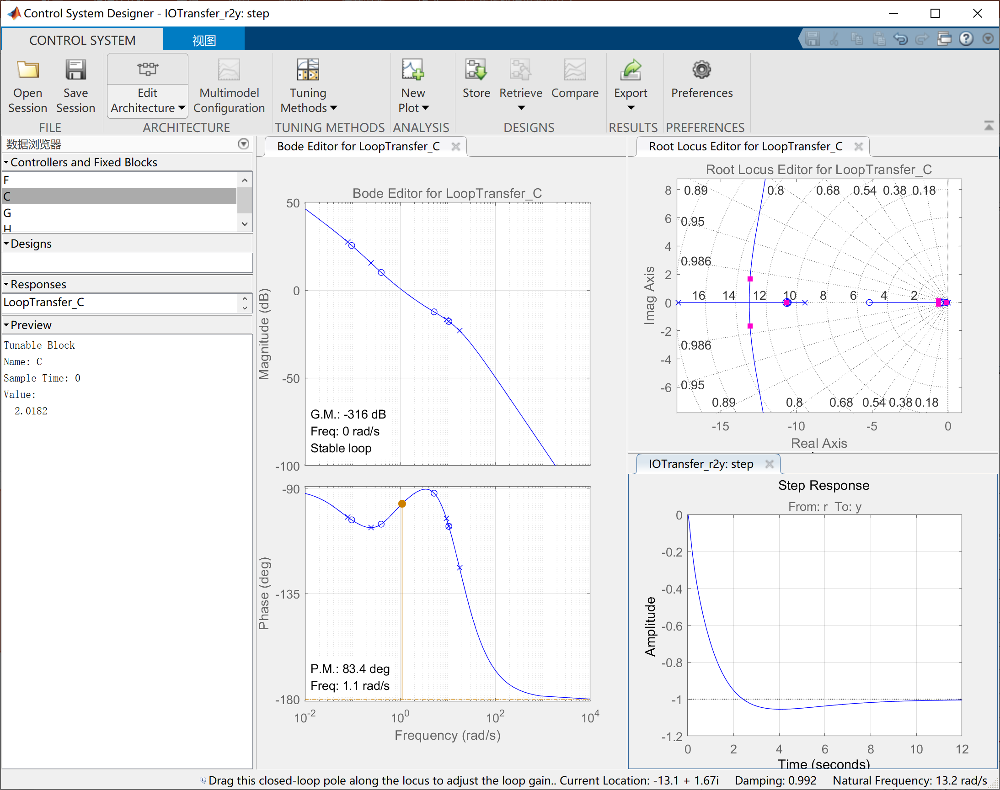 Control System Designer - IOTransfer_r2y: step
CONTROL SYSTEM
视图
Open Session
Save Session
Edit Architecture
Multimodel Configuration
Tuning Methods
New Plot
Store
Retrieve
Compare
Export
Preferences
FILE
ARCHITECTURE
TUNING METHODS
ANALYSIS
DESIGNS
RESULTS
PREFERENCES
数据浏览器
Controllers and Fixed Blocks
F
C
G
H
Designs
Responses
LoopTransfer_C
Preview
Tunable Block
Name: C
Sample Time: 0
Value:
2.0182
Bode Editor for LoopTransfer_C
Bode Editor for LoopTransfer_C
Magnitude (dB)
50
0
-50
-100
G.M.: -316 dB
Freq: 0 rad/s
Stable loop
Phase (deg)
-90
-135
-180
P.M.: 83.4 deg
Freq: 1.1 rad/s
10^-2
10^0
10^2
10^4
Frequency (rad/s)
Root Locus Editor for LoopTransfer_C
Root Locus Editor for LoopTransfer_C
Imag Axis
8
6
4
2
0
-2
-4
-6
0.89 0.8 0.68 0.54 0.38 0.18
0.95
0.986
16 14 12 10 8 6 4 2
0.986
0.95
0.89 0.8 0.68 0.54 0.38 0.18
-15 -10 -5 0
Real Axis
IOTransfer_r2y: step
Step Response
From: r To: y
Amplitude
0
-0.2
-0.4
-0.6
-0.8
-1
-1.2
0 2 4 6 8 10 12
Time (seconds)
Drag this closed-loop pole along the locus to adjust the loop gain.. Current Location: -13.1 + 1.67i Damping: 0.992 Natural Frequency: 13.2 rad/s